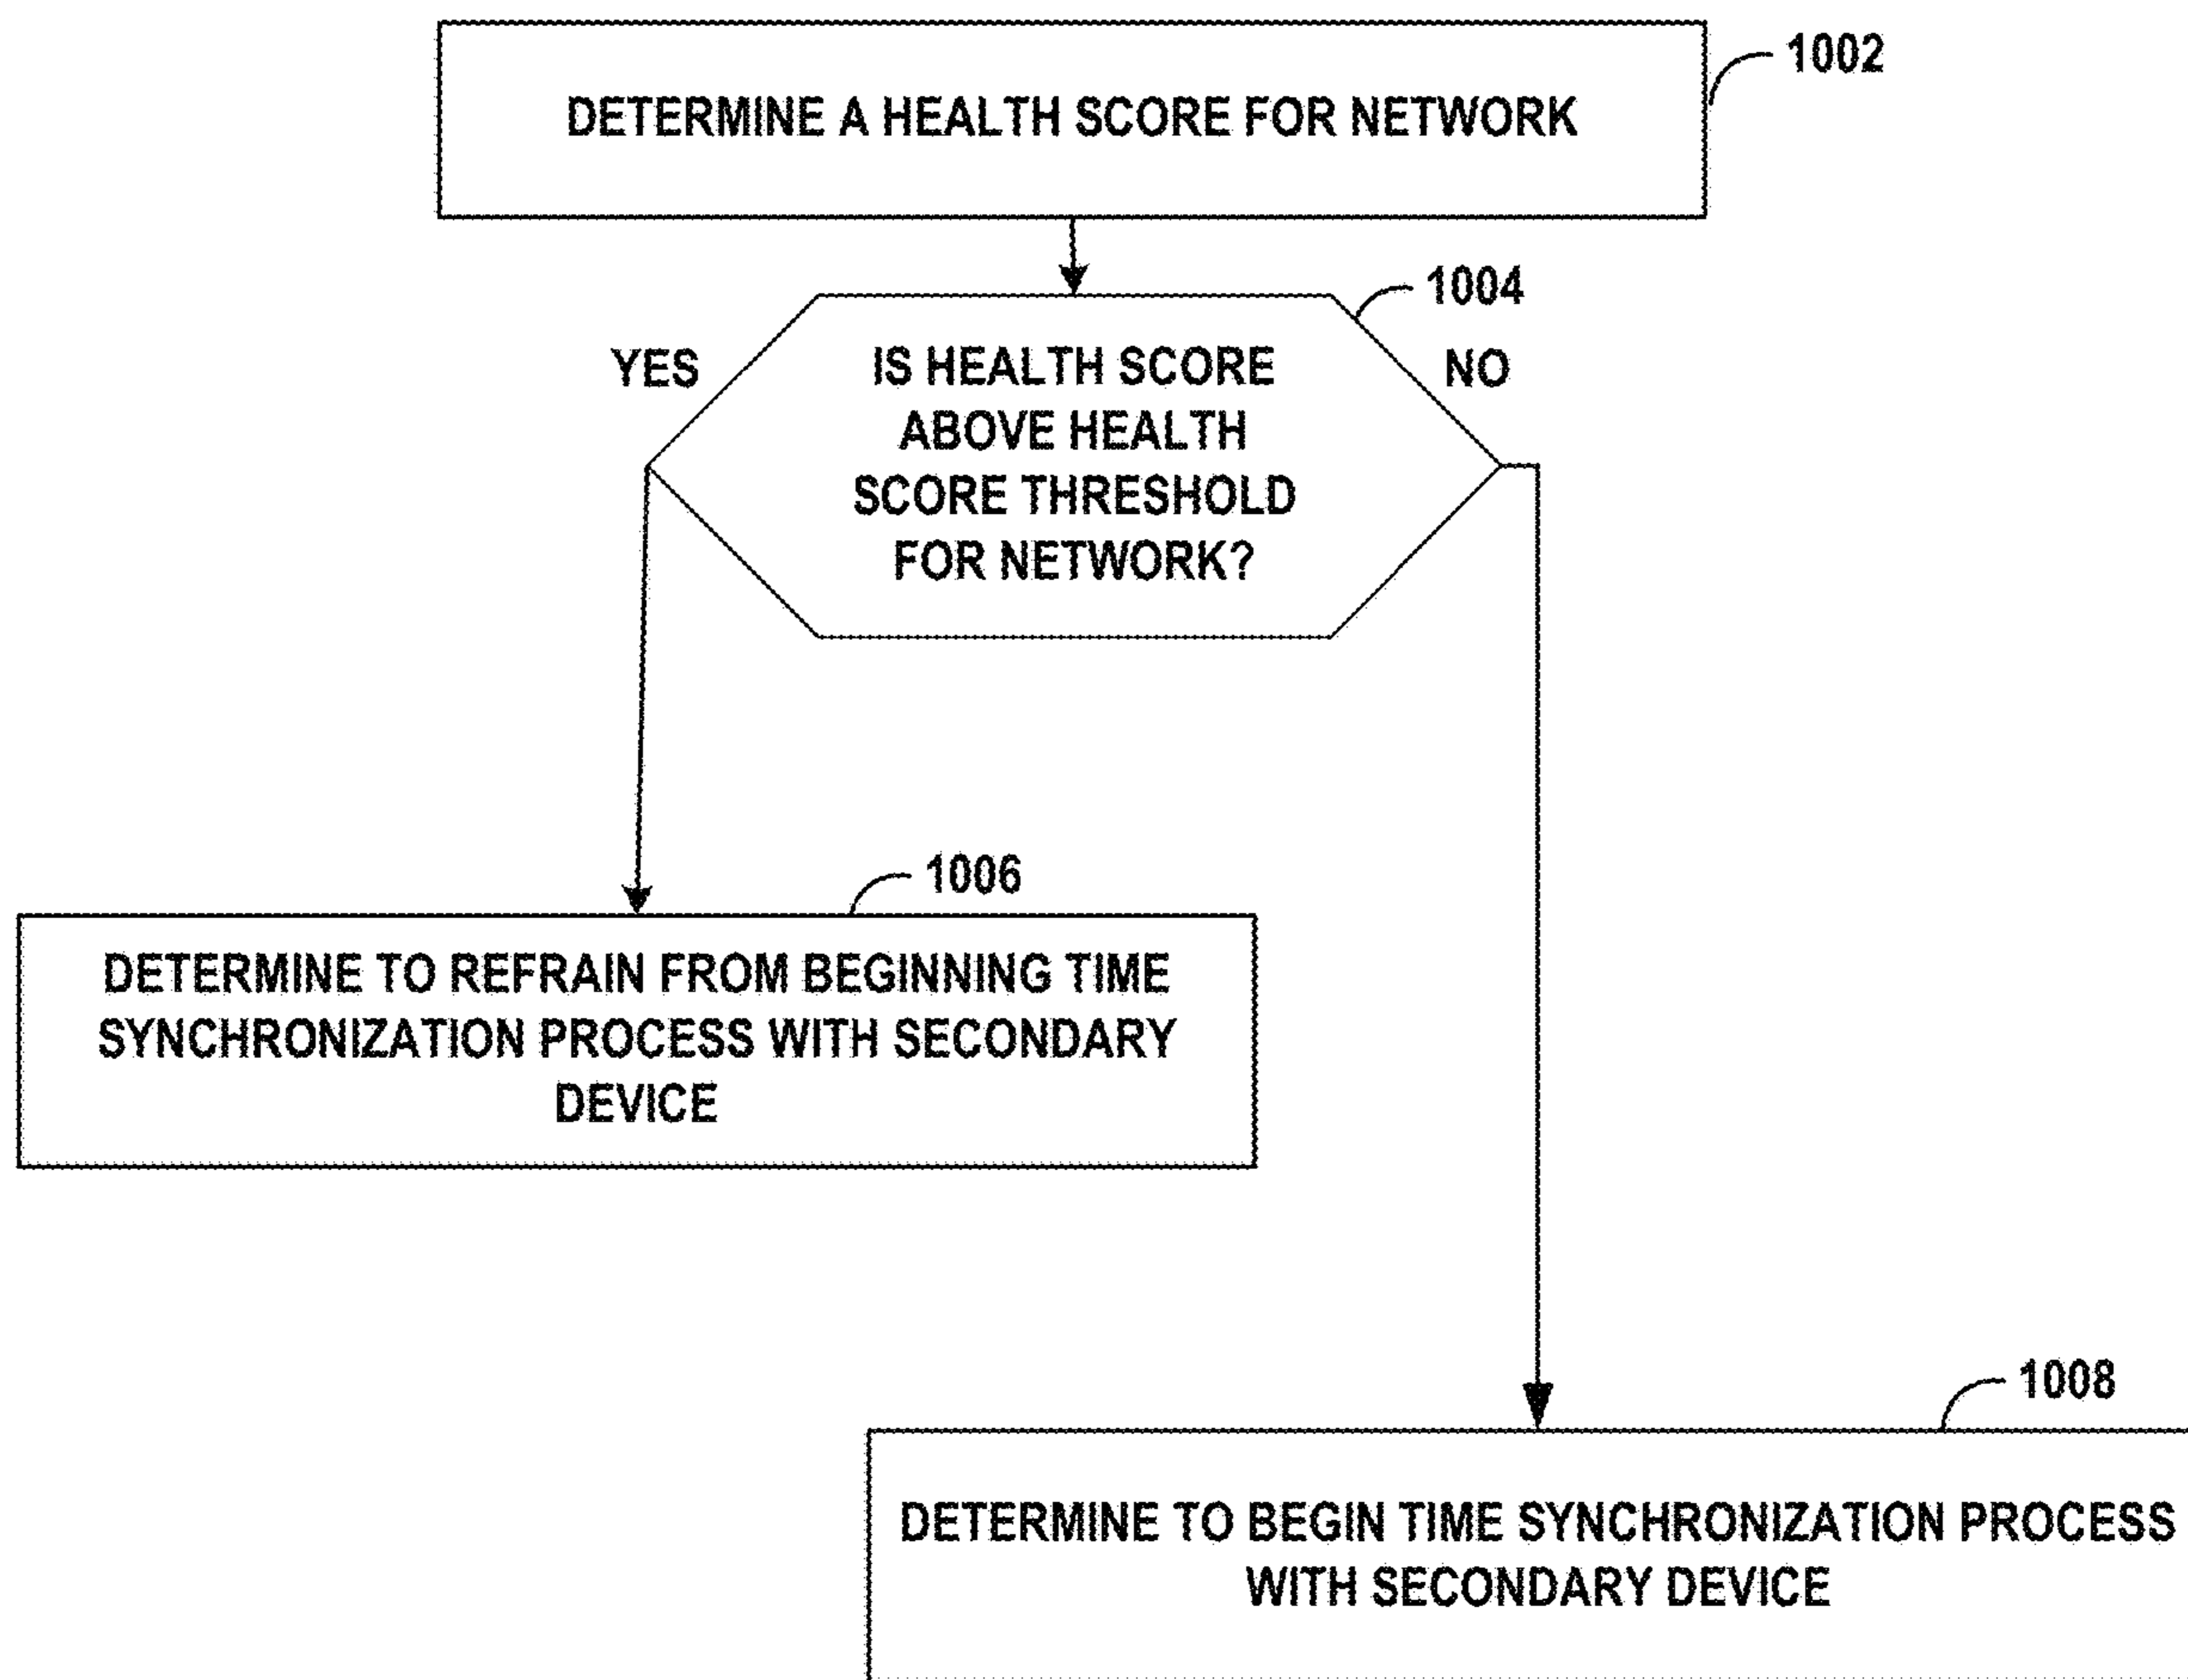 1002
DETERMINE A HEALTH SCORE FOR NETWORK
1004
YES
NO
IS HEALTH SCORE
ABOVE HEALTH
SCORE THRESHOLD
FOR NETWORK?
1006
DETERMINE TO REFRAIN FROM BEGINNING TIME
SYNCHRONIZATION PROCESS WITH SECONDARY
DEVICE
1008
DETERMINE TO BEGIN TIME SYNCHRONIZATION PROCESS
WITH SECONDARY DEVICE